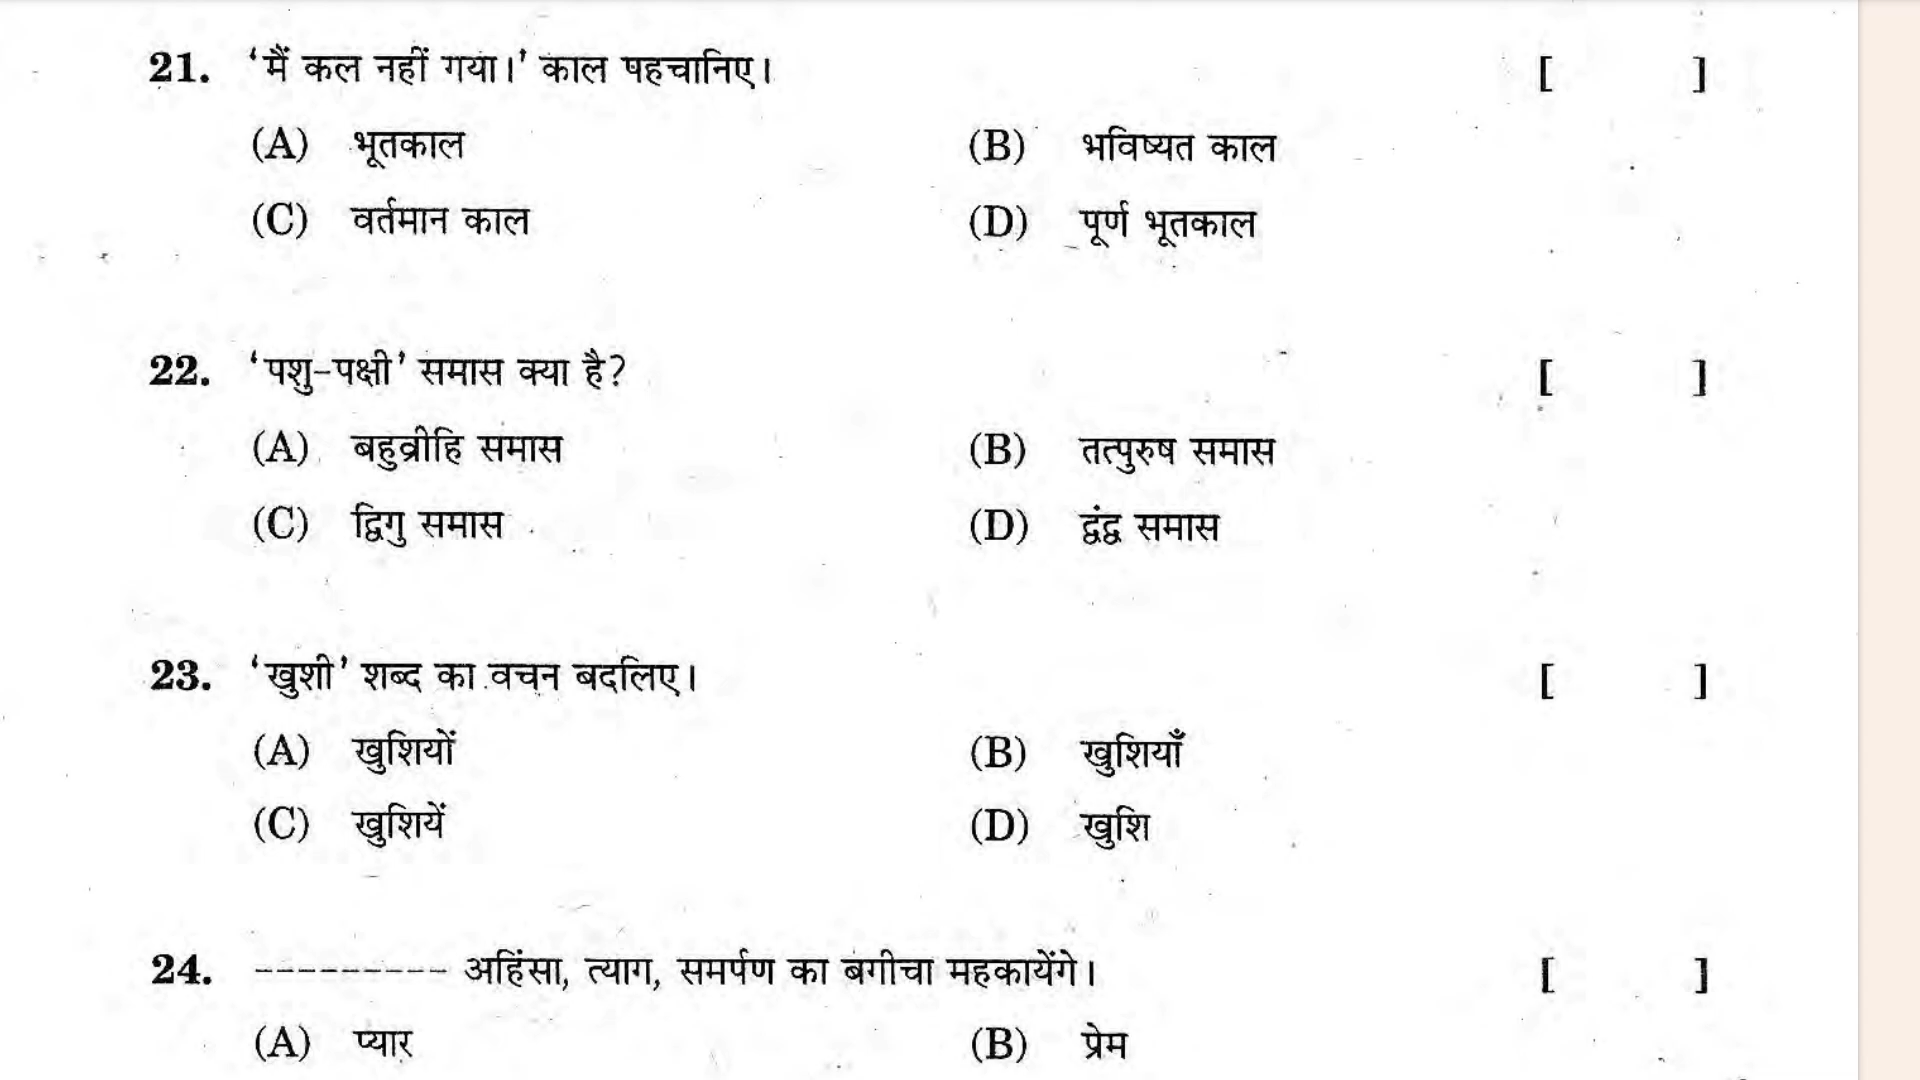 21. 'मैं कल नहीं गया।' काल पहचानिए। [ ]
(A) भूतकाल (B) भविष्यत काल
(C) वर्तमान काल (D) पूर्ण भूतकाल
22. 'पशु-पक्षी' समास क्या है? [ ]
(A) बहुव्रीहि समास (B) तत्पुरुष समास
(C) द्विगु समास (D) द्वंद्व समास
23. 'खुशी' शब्द का वचन बदलिए। [ ]
(A) खुशियों (B) खुशियाँ
(C) खुशियें (D) खुशि
24. --------- अहिंसा, त्याग, समर्पण का बगीचा महकायेंगे। [ ]
(A) प्यार (B) प्रेम